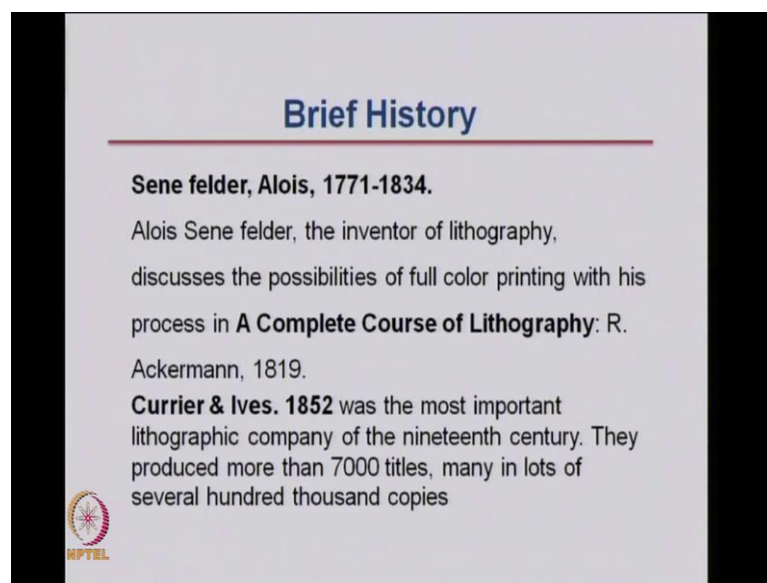 Brief History
Sene felder, Alois, 1771-1834.
Alois Sene felder, the inventor of lithography,
discusses the possibilities of full color printing with his
process in A Complete Course of Lithography: R.
Ackermann, 1819.
Currier & Ives. 1852 was the most important
lithographic company of the nineteenth century. They
produced more than 7000 titles, many in lots of
several hundred thousand copies
NPTEL